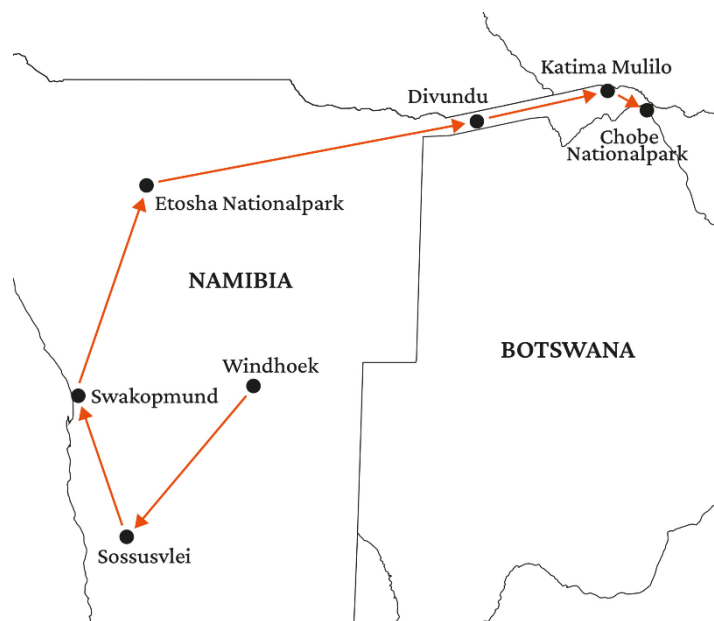 Katima Mulilo
Divundu
Chobe
Nationalpark
Etosha Nationalpark
NAMIBIA
BOTSWANA
Windhoek
Swakopmund
Sossusvlei